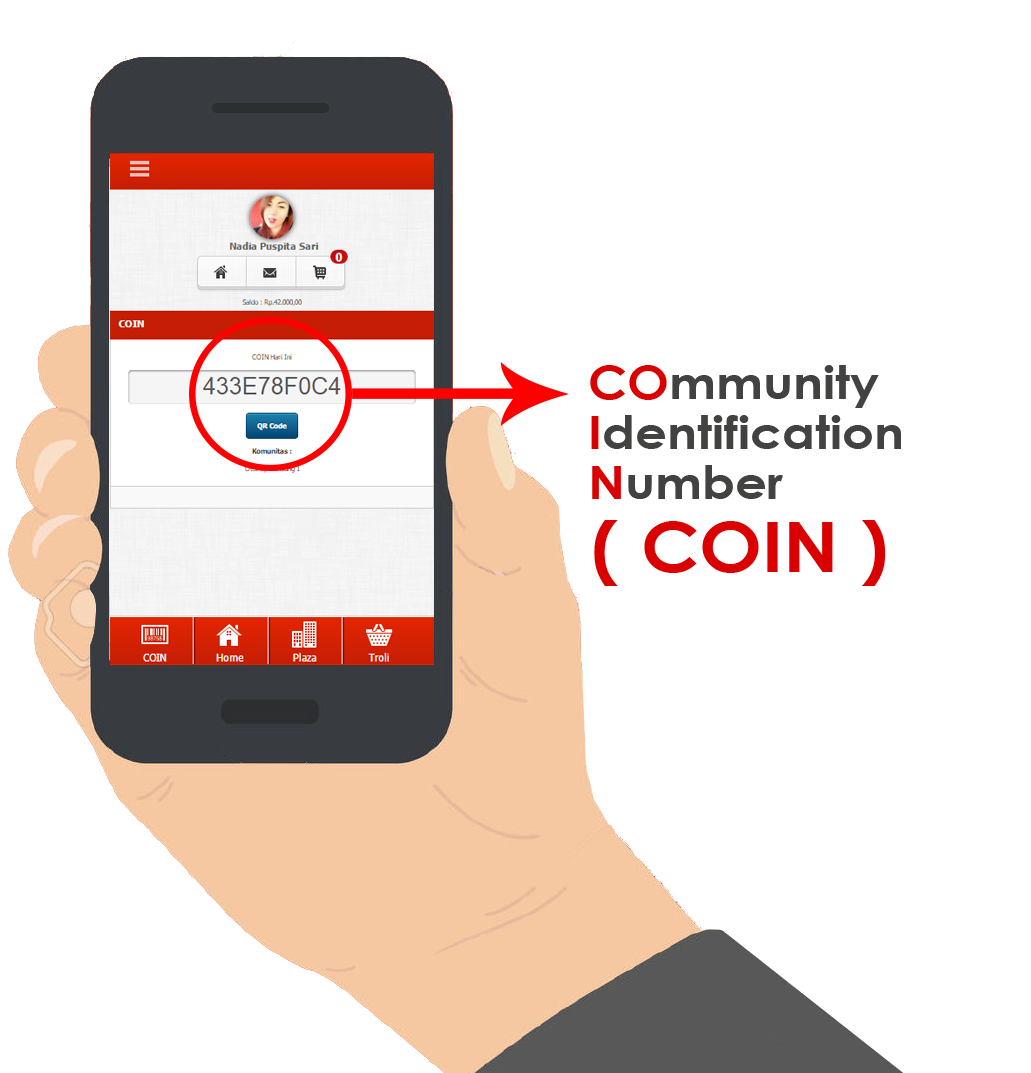 Nadia Puspita Sari
0
Saldo : Rp.42.000,00
COIN
COIN Hari Ini
433E78F0C4
QR Code
Komunitas :
COIN
Home
Plaza
Troli
COmmunity
Identification
Number
( COIN )